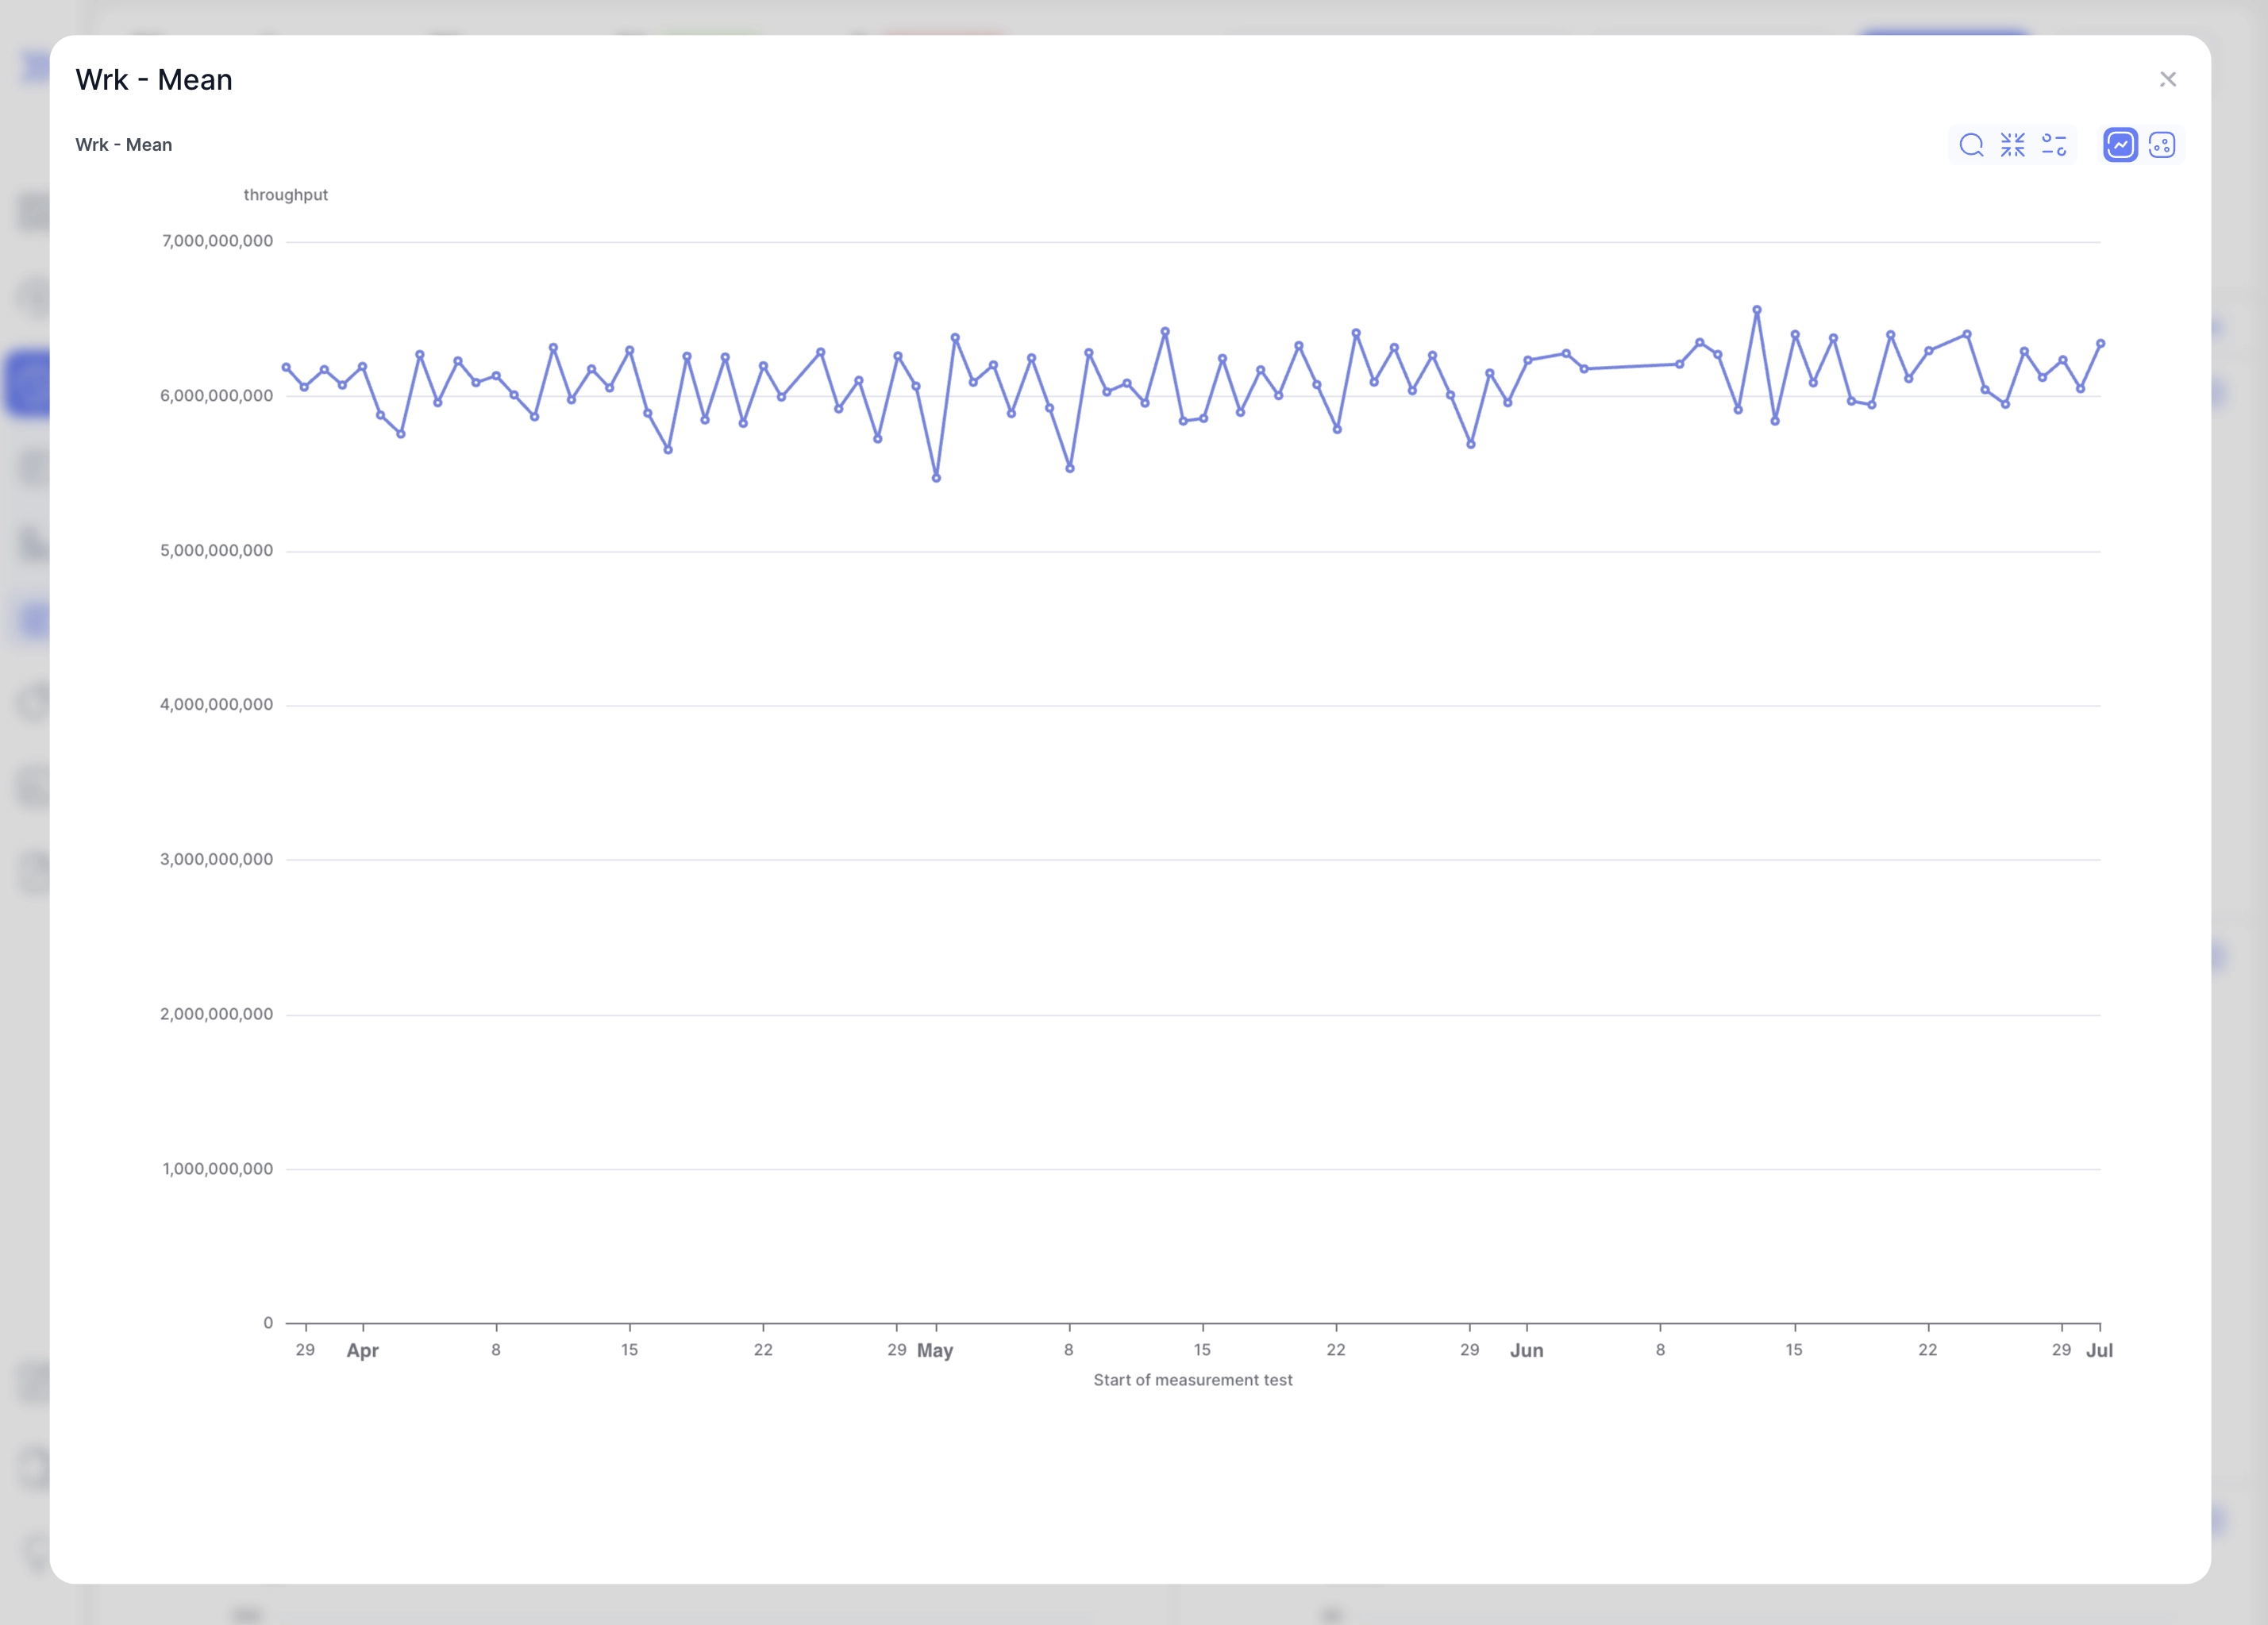 Wrk - Mean
Wrk - Mean
throughput
7,000,000,000
6,000,000,000
5,000,000,000
4,000,000,000
3,000,000,000
2,000,000,000
1,000,000,000
0
29 Apr 8 15 22 29 May 8 15 22 29 Jun 8 15 22 29 Jul
Start of measurement test